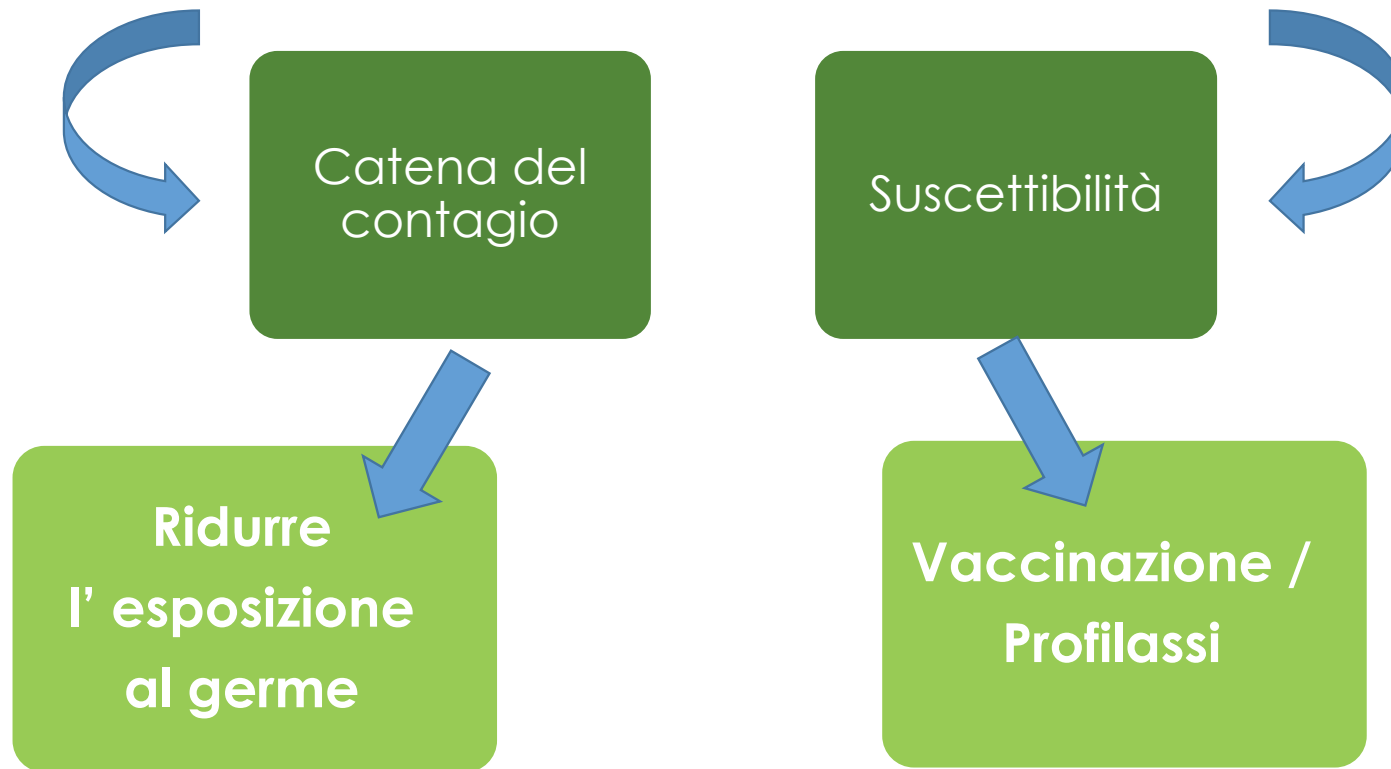 Catena del
contagio
Suscettibilità
Ridurre
l’ esposizione
al germe
Vaccinazione /
Profilassi